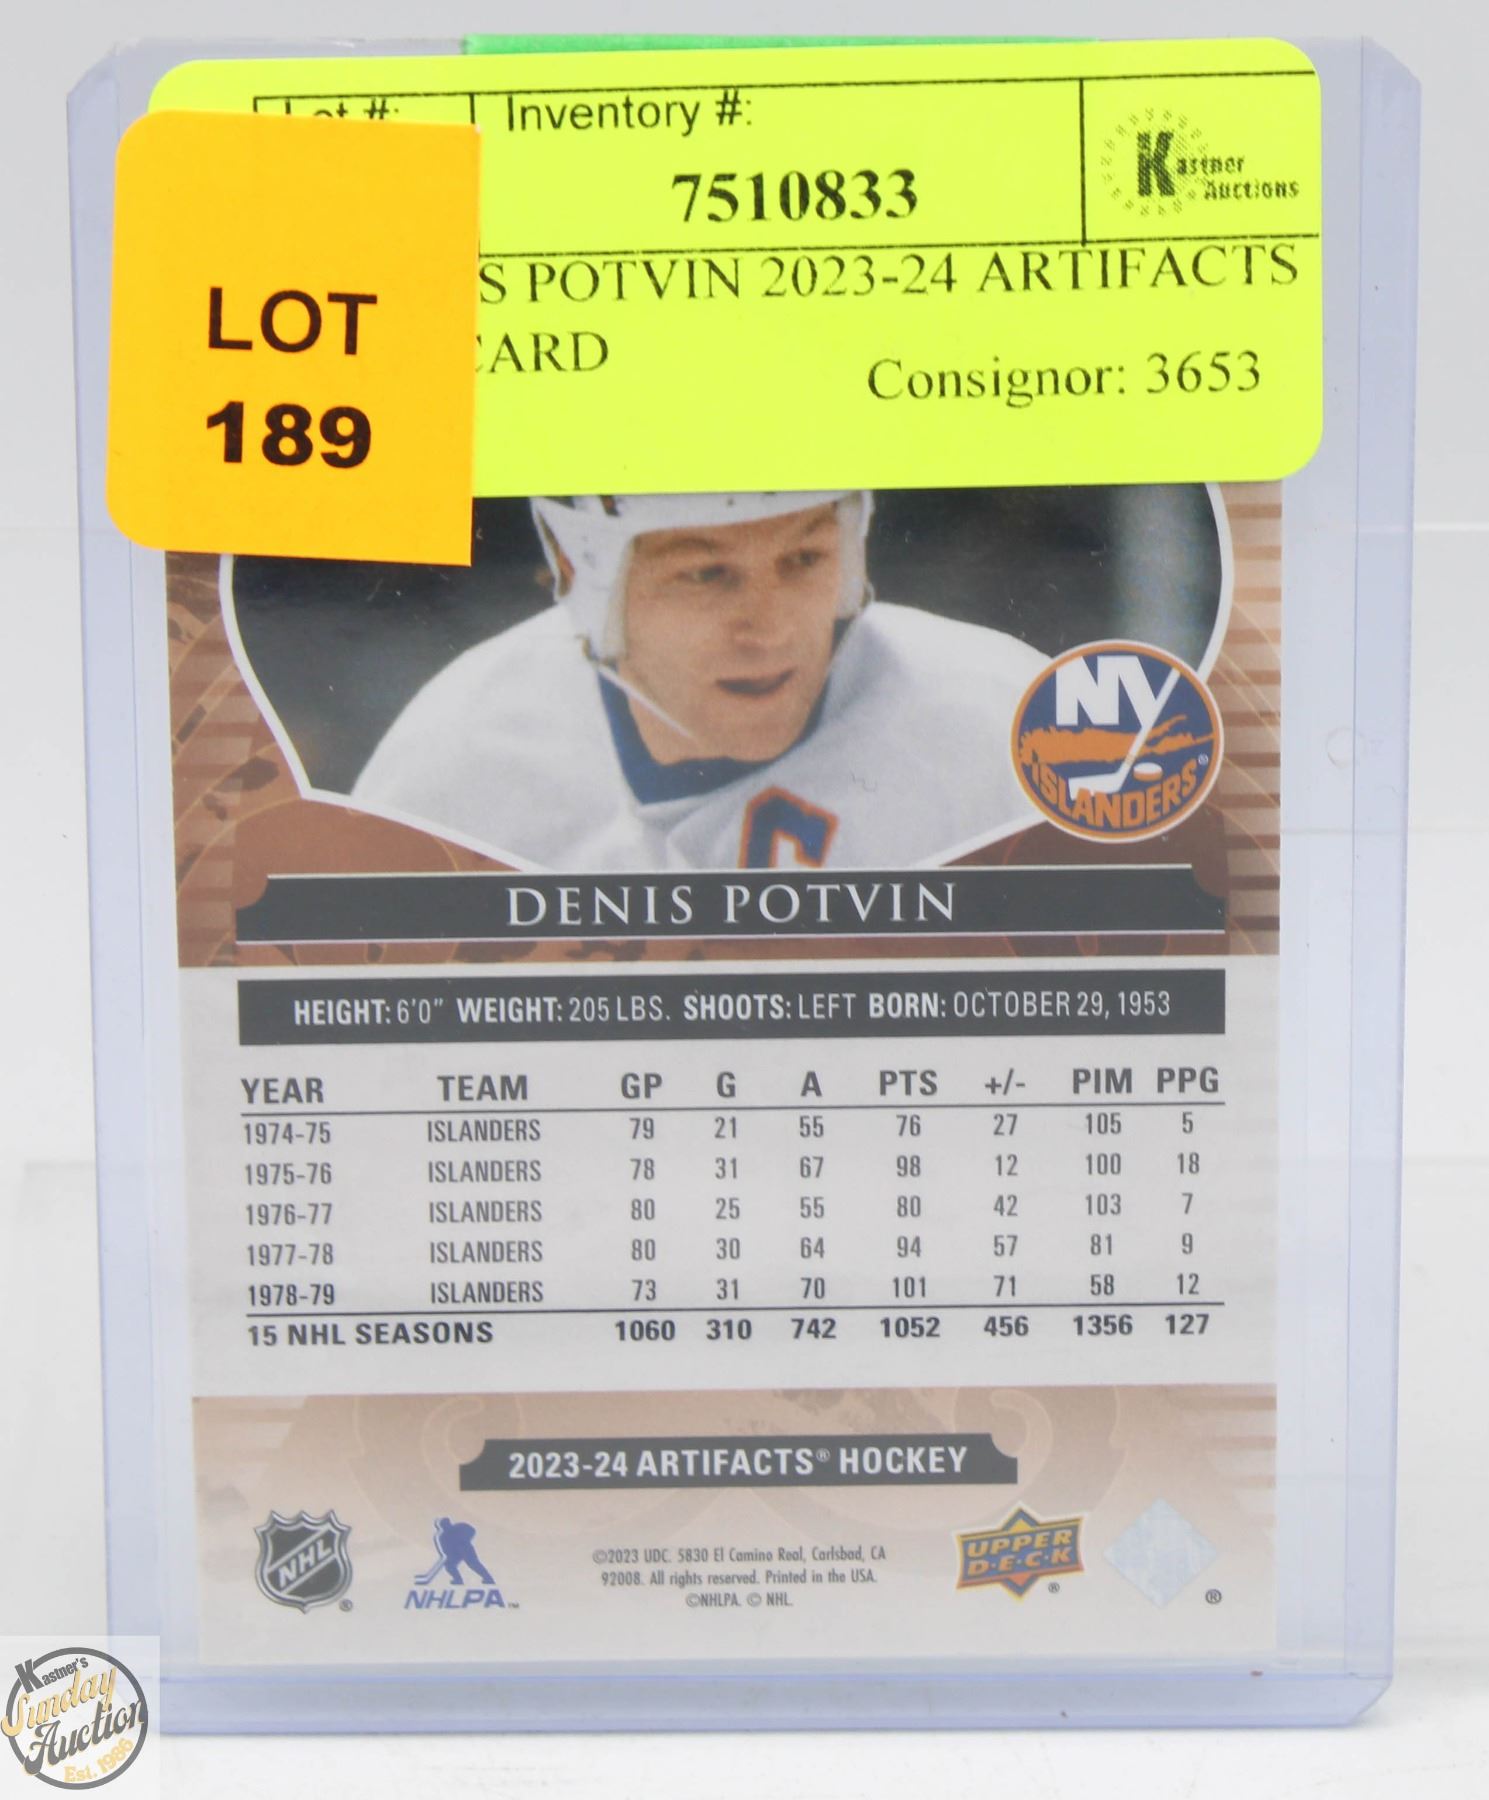 Lot #:
Inventory #:
7510833
Kastner Auctions
S POTVIN 2023-24 ARTIFACTS
CARD
Consignor: 3653
LOT
189
C
NY
ISLANDERS®
DENIS POTVIN
HEIGHT: 6'0" WEIGHT: 205 LBS. SHOOTS: LEFT BORN: OCTOBER 29, 1953
YEAR TEAM GP G A PTS +/- PIM PPG
1974-75 ISLANDERS 79 21 55 76 27 105 5
1975-76 ISLANDERS 78 31 67 98 12 100 18
1976-77 ISLANDERS 80 25 55 80 42 103 7
1977-78 ISLANDERS 80 30 64 94 57 81 9
1978-79 ISLANDERS 73 31 70 101 71 58 12
15 NHL SEASONS 1060 310 742 1052 456 1356 127
2023-24 ARTIFACTS® HOCKEY
NHL®
NHLPA™
©2023 UDC. 5830 El Camino Real, Carlsbad, CA
92008. All rights reserved. Printed in the USA.
©NHLPA. © NHL.
UPPER
D·E·C·K®
®
Kastner's
Sunday
Auction
Est. 1986